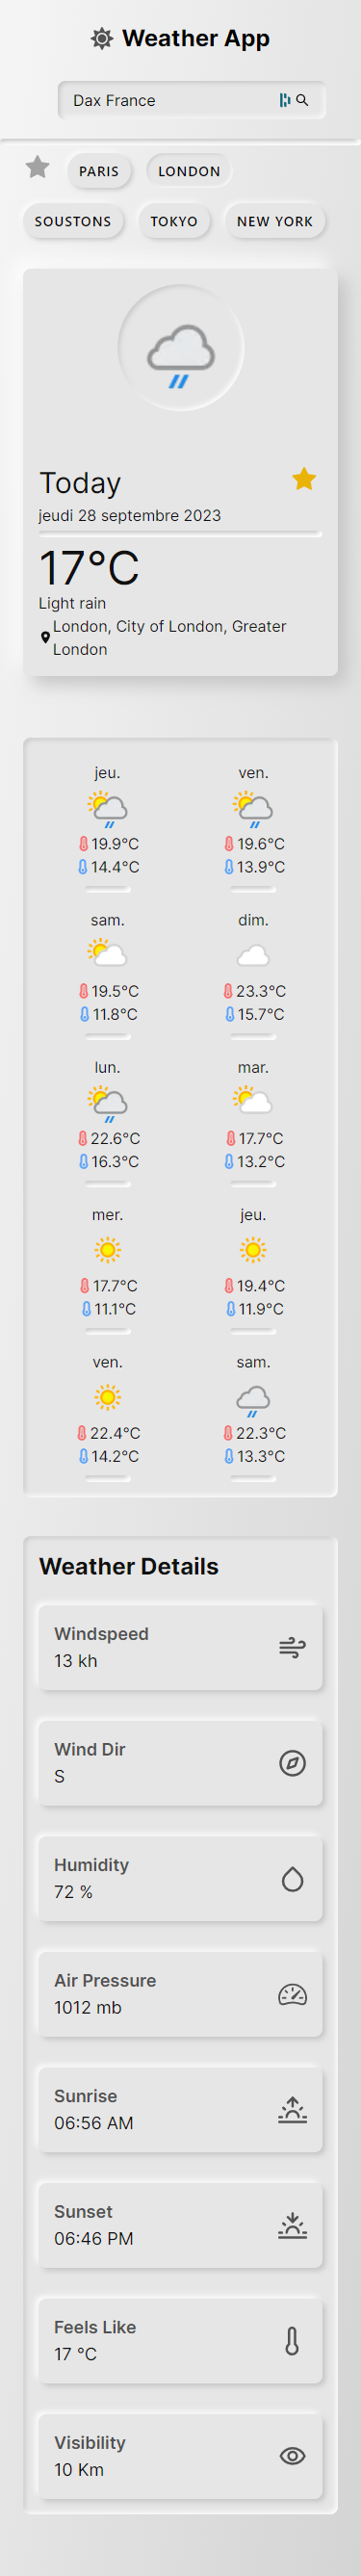 Weather App
Dax France
PARIS
LONDON
SOUSTONS
TOKYO
NEW YORK
Today
jeudi 28 septembre 2023
17°C
Light rain
London, City of London, Greater
London
jeu.
19.9°C
14.4°C
ven.
19.6°C
13.9°C
sam.
19.5°C
11.8°C
dim.
23.3°C
15.7°C
lun.
22.6°C
16.3°C
mar.
17.7°C
13.2°C
mer.
17.7°C
11.1°C
jeu.
19.4°C
11.9°C
ven.
22.4°C
14.2°C
sam.
22.3°C
13.3°C
Weather Details
Windspeed
13 kh
Wind Dir
S
Humidity
72 %
Air Pressure
1012 mb
Sunrise
06:56 AM
Sunset
06:46 PM
Feels Like
17 °C
Visibility
10 Km